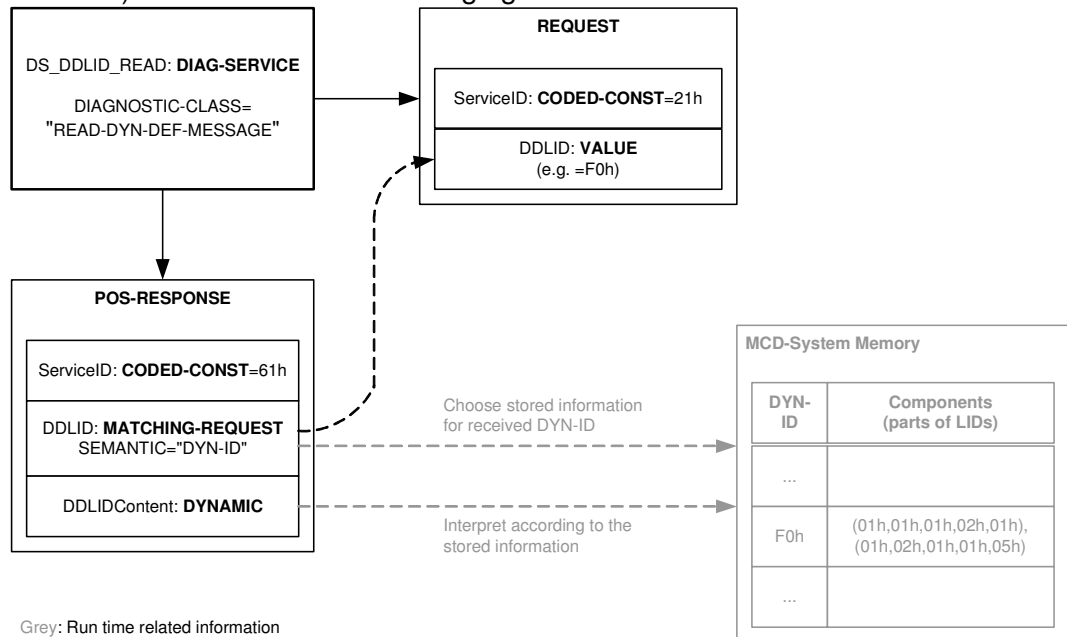 REQUEST
DS_DDLID_READ: DIAG-SERVICE
DIAGNOSTIC-CLASS=
"READ-DYN-DEF-MESSAGE"
ServiceID: CODED-CONST=21h
DDLID: VALUE
(e.g. =F0h)
POS-RESPONSE
ServiceID: CODED-CONST=61h
DDLID: MATCHING-REQUEST
SEMANTIC="DYN-ID"
DDLIDContent: DYNAMIC
Choose stored information
for received DYN-ID
Interpret according to the
stored information
MCD-System Memory
DYN-
ID
Components
(parts of LIDs)
...
F0h
(01h,01h,01h,02h,01h),
(01h,02h,01h,01h,05h)
...
Grey: Run time related information